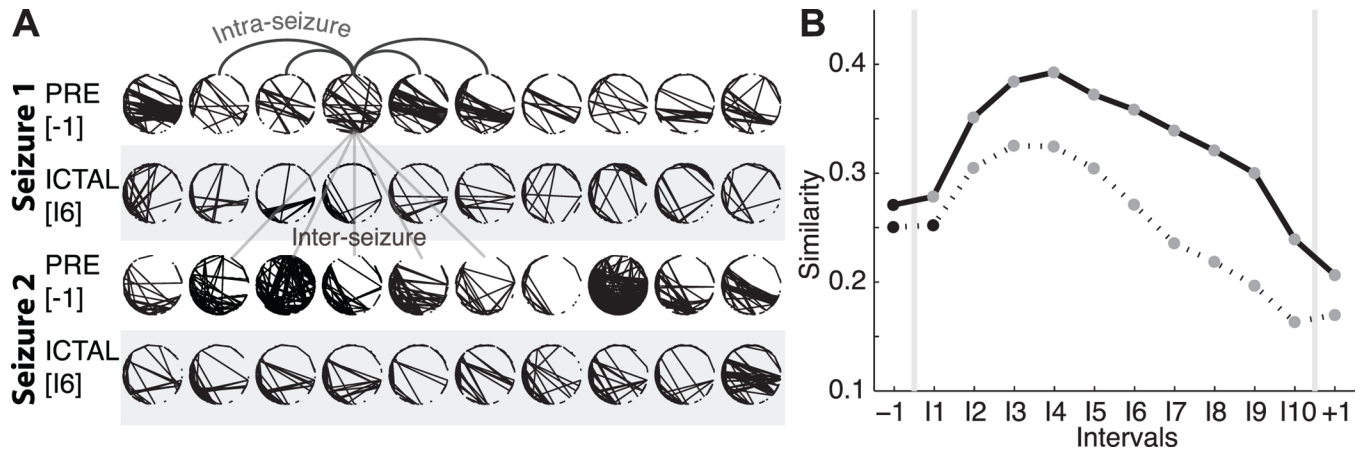 A
Intra-seizure
Seizure 1
PRE
[-1]
ICTAL
[I6]
Inter-seizure
Seizure 2
PRE
[-1]
ICTAL
[I6]
B
Similarity
0.4
0.3
0.2
0.1
−1 I1 I2 I3 I4 I5 I6 I7 I8 I9 I10 +1
Intervals